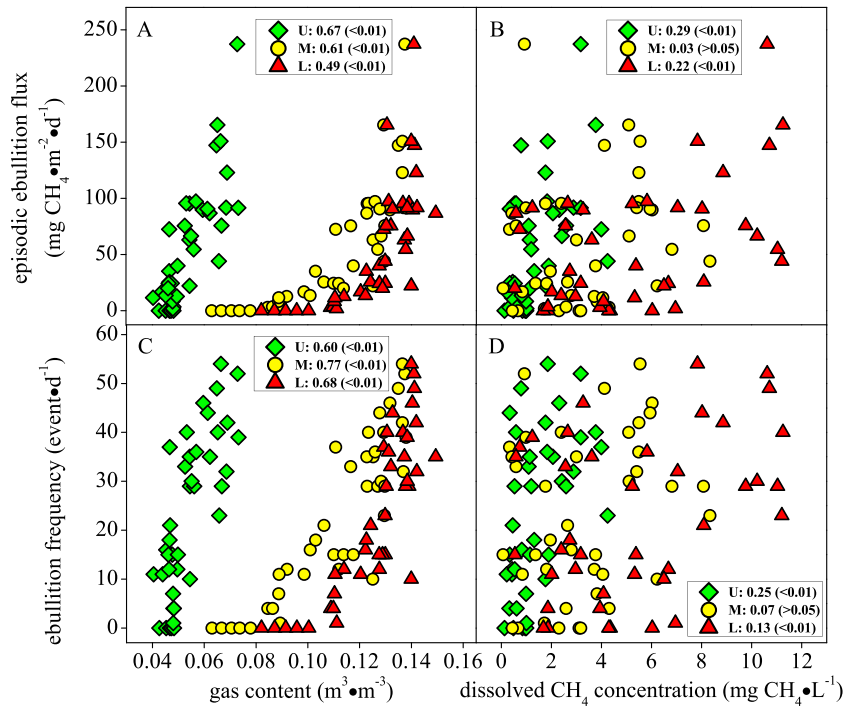 A
U: 0.67 (<0.01)
M: 0.61 (<0.01)
L: 0.49 (<0.01)
B
U: 0.29 (<0.01)
M: 0.03 (>0.05)
L: 0.22 (<0.01)
episodic ebullition flux
(mg CH₄•m⁻²•d⁻¹)
250
200
150
100
50
0
C
U: 0.60 (<0.01)
M: 0.77 (<0.01)
L: 0.68 (<0.01)
D
U: 0.25 (<0.01)
M: 0.07 (>0.05)
L: 0.13 (<0.01)
ebullition frequency (event•d⁻¹)
60
50
40
30
20
10
0
0.04 0.06 0.08 0.10 0.12 0.14 0.16
0 2 4 6 8 10 12
gas content (m³•m⁻³)
dissolved CH₄ concentration (mg CH₄•L⁻¹)